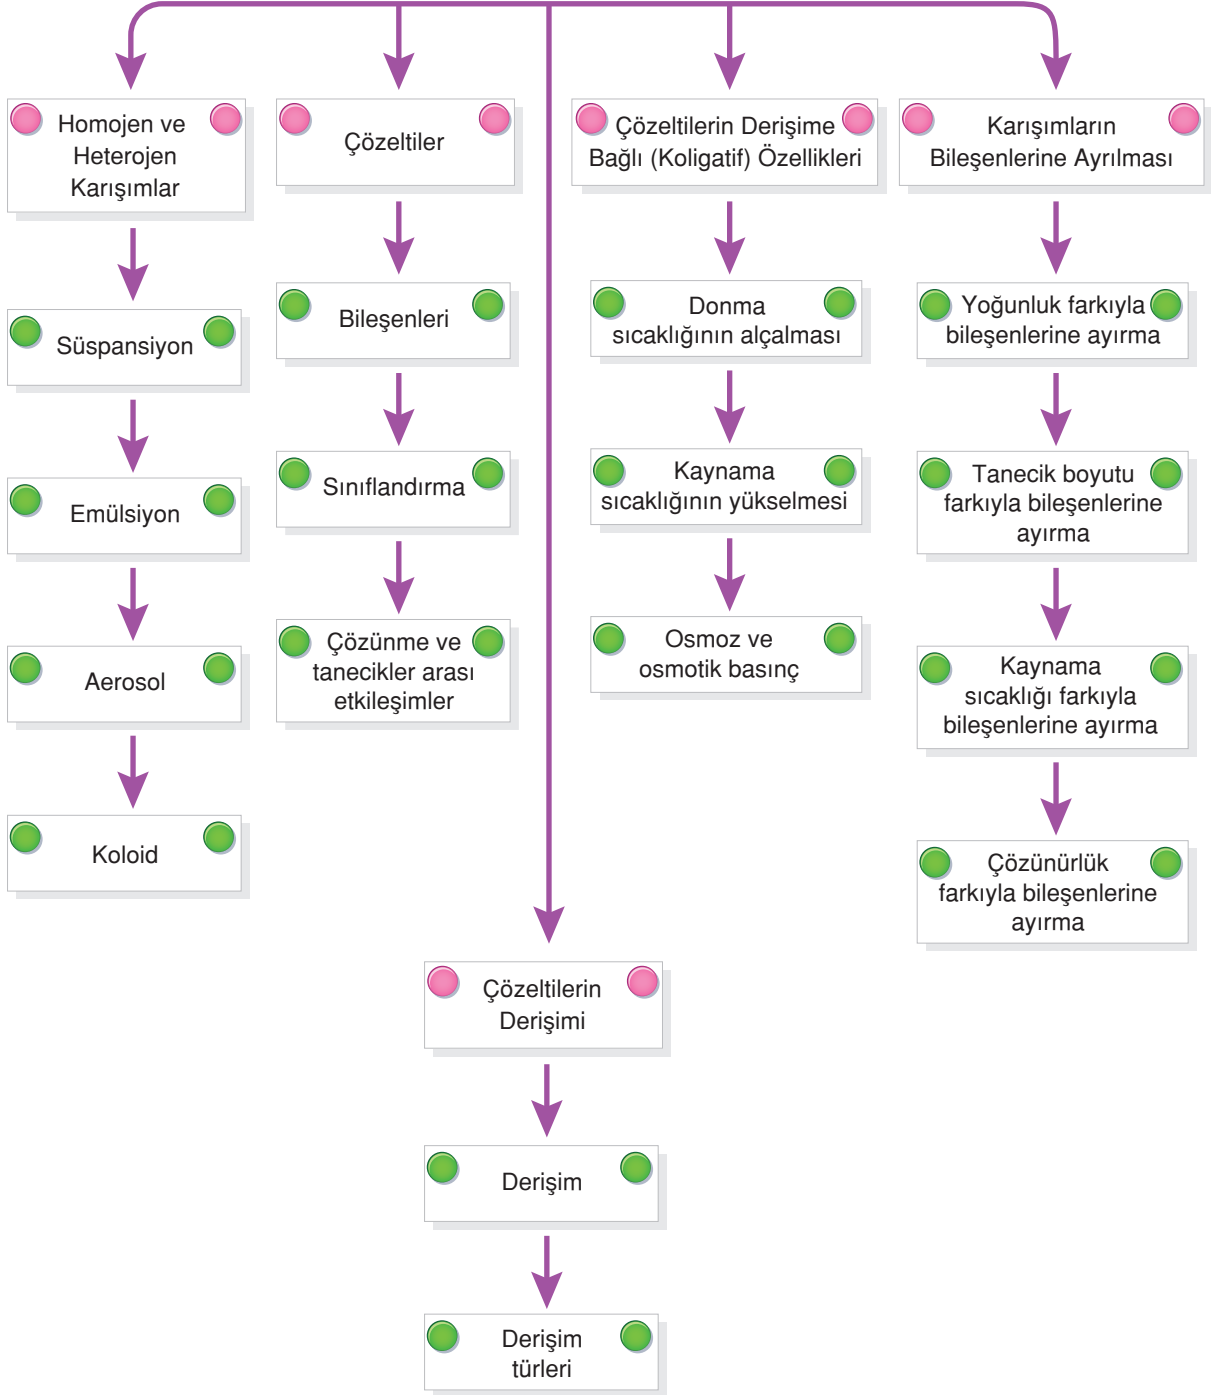 Homojen ve
Heterojen
Karışımlar
Süspansiyon
Emülsiyon
Aerosol
Koloid
Çözeltiler
Bileşenleri
Sınıflandırma
Çözünme ve
tanecikler arası
etkileşimler
Çözeltilerin
Derişimi
Derişim
Derişim
türleri
Çözeltilerin Derişime
Bağlı (Koligatif) Özellikleri
Donma
sıcaklığının alçalması
Kaynama
sıcaklığının yükselmesi
Osmoz ve
osmotik basınç
Karışımların
Bileşenlerine Ayrılması
Yoğunluk farkıyla
bileşenlerine ayırma
Tanecik boyutu
farkıyla bileşenlerine
ayırma
Kaynama
sıcaklığı farkıyla
bileşenlerine ayırma
Çözünürlük
farkıyla bileşenlerine
ayırma